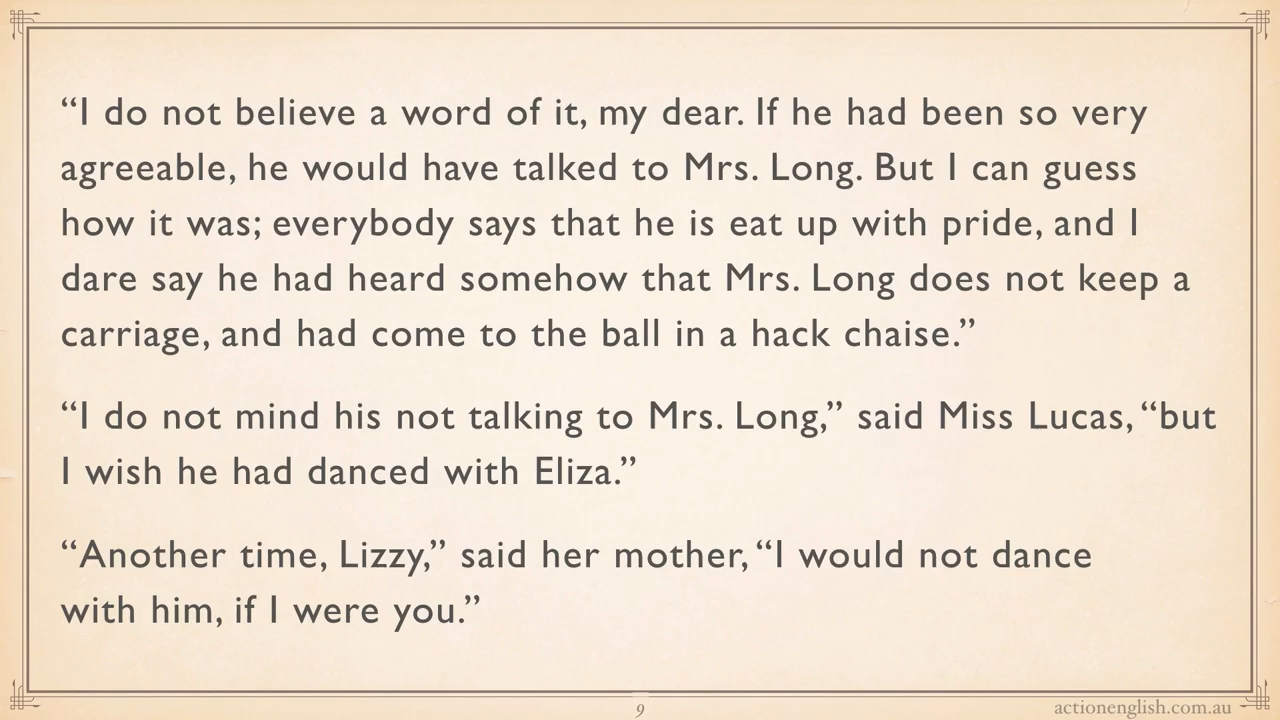 “I do not believe a word of it, my dear. If he had been so very
agreeable, he would have talked to Mrs. Long. But I can guess
how it was; everybody says that he is eat up with pride, and I
dare say he had heard somehow that Mrs. Long does not keep a
carriage, and had come to the ball in a hack chaise.”
“I do not mind his not talking to Mrs. Long,” said Miss Lucas, “but
I wish he had danced with Eliza.”
“Another time, Lizzy,” said her mother, “I would not dance
with him, if I were you.”
9
actionenglish.com.au